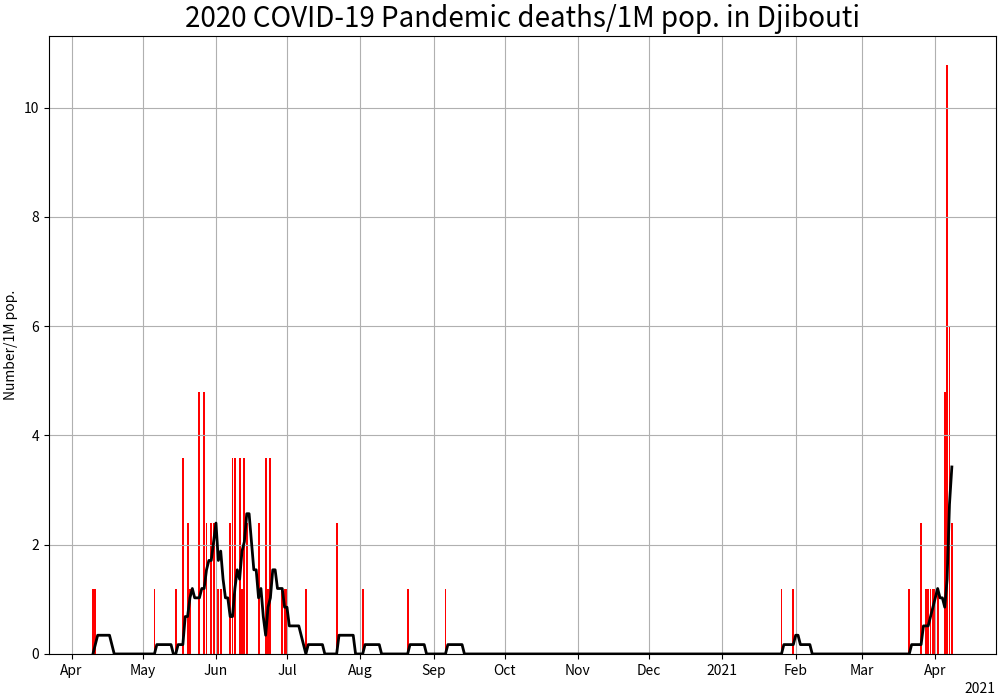 2020 COVID-19 Pandemic deaths/1M pop. in Djibouti
Number/1M pop.
10
8
6
4
2
0
Apr May Jun Jul Aug Sep Oct Nov Dec 2021 Feb Mar Apr
2021